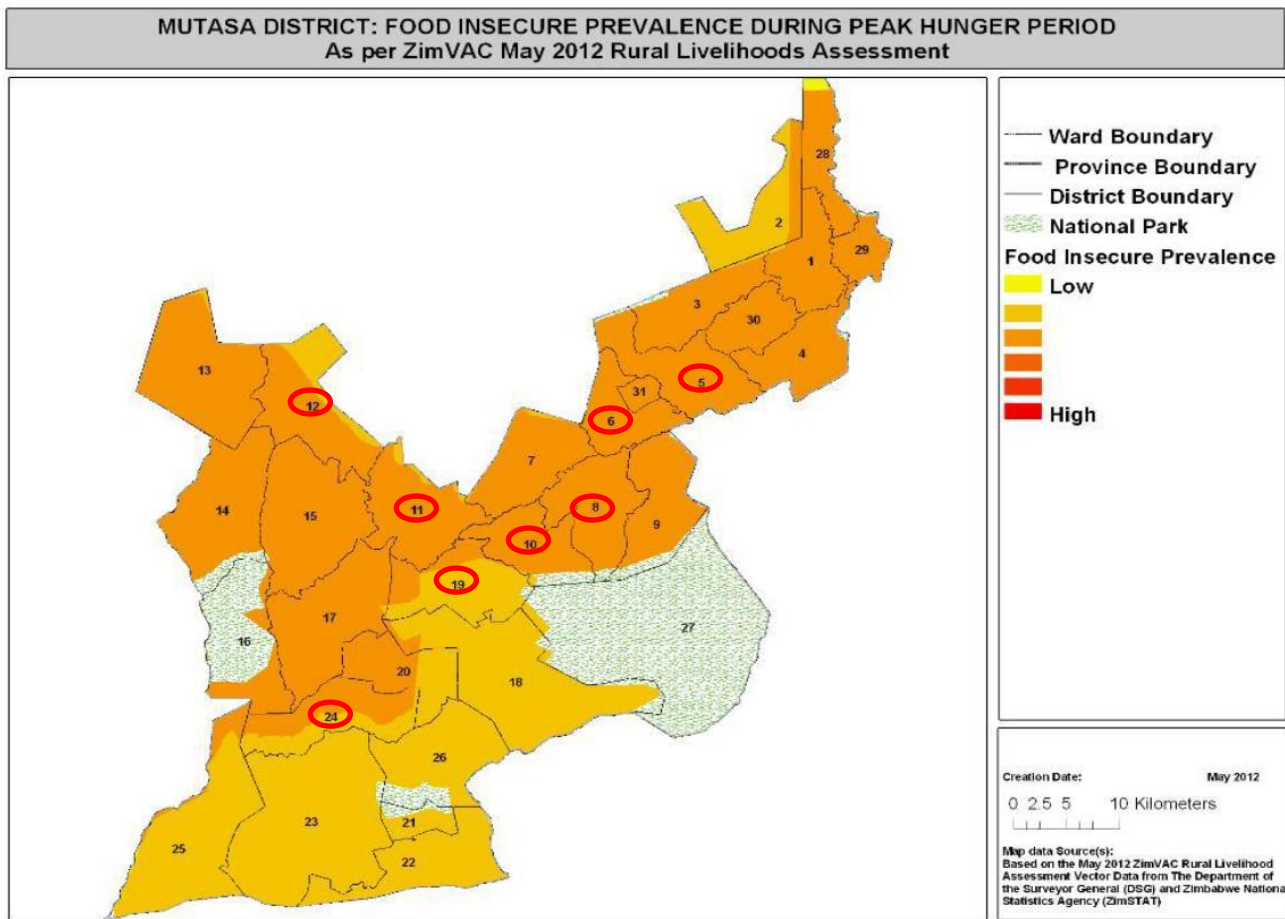 MUTASA DISTRICT: FOOD INSECURE PREVALENCE DURING PEAK HUNGER PERIOD
As per ZimVAC May 2012 Rural Livelihoods Assessment
28
2
1
29
3
30
4
13
5
31
12
6
7
14
15
11
8
9
10
19
17
27
16
20
18
24
26
23
21
25
22
Ward Boundary
Province Boundary
District Boundary
National Park
Food Insecure Prevalence
Low
High
Creation Date: May 2012
0 2.5 5 10 Kilometers
Map data Source(s):
Based on the May 2012 ZimVAC Rural Livelihood
Assessment Vector Data from The Department of
the Surveyor General (DSG) and Zimbabwe National
Statistics Agency (ZimSTAT)